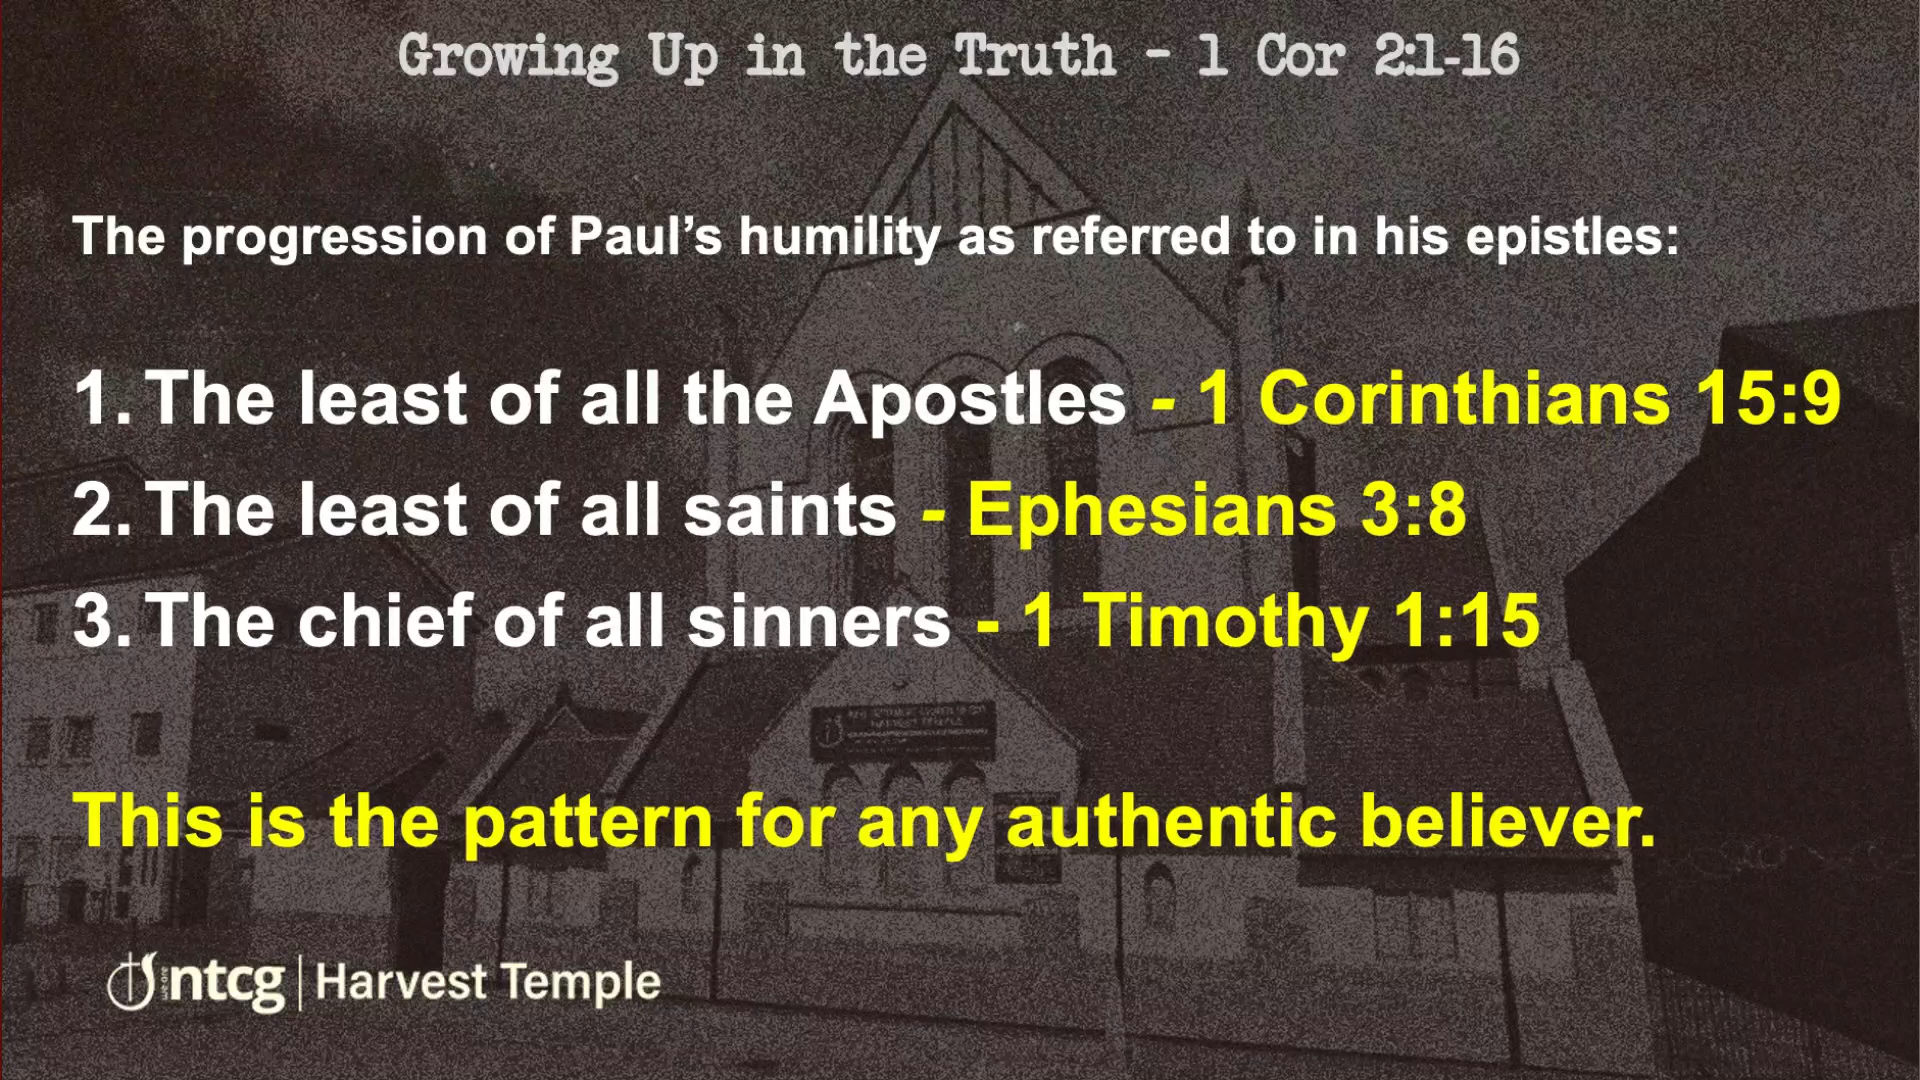 Growing Up in the Truth - 1 Cor 2:1-16
The progression of Paul’s humility as referred to in his epistles:
1. The least of all the Apostles - 1 Corinthians 15:9
2. The least of all saints - Ephesians 3:8
3. The chief of all sinners - 1 Timothy 1:15
This is the pattern for any authentic believer.
ntcg | Harvest Temple